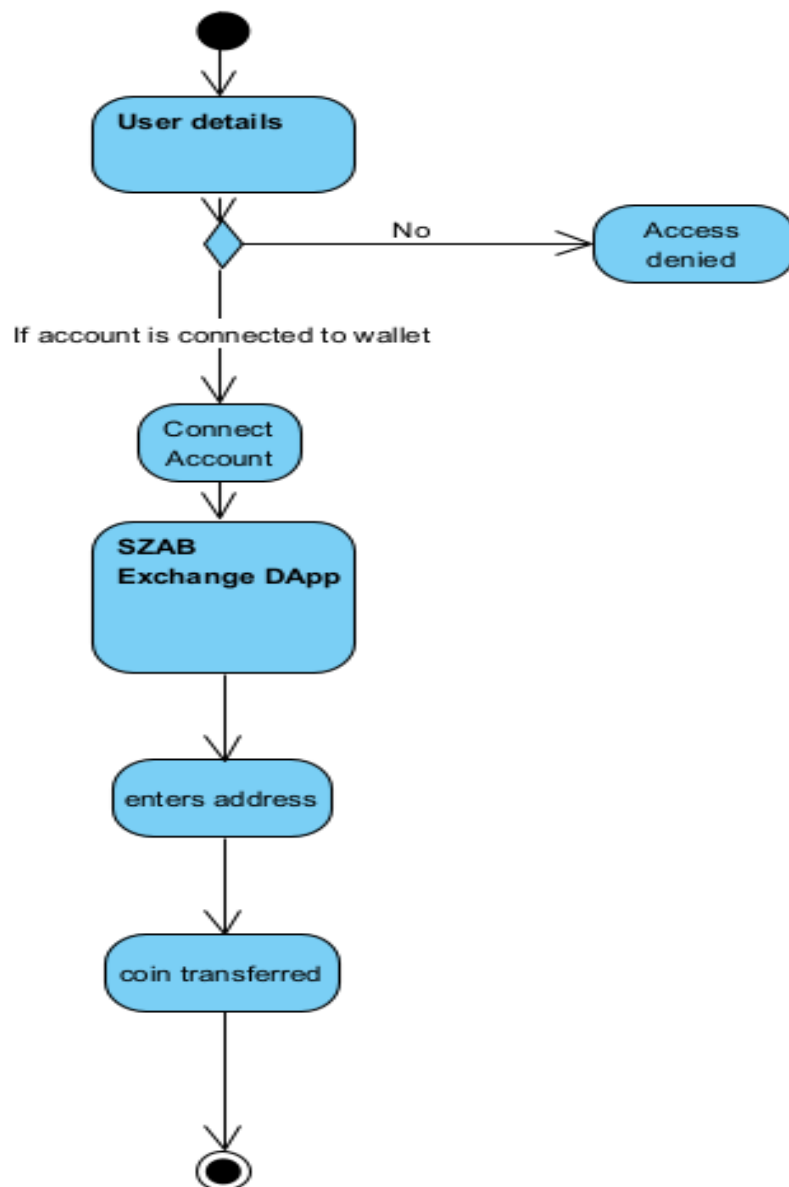 User details
No
Access
denied
If account is connected to wallet
Connect
Account
SZAB
Exchange DApp
enters address
coin transferred